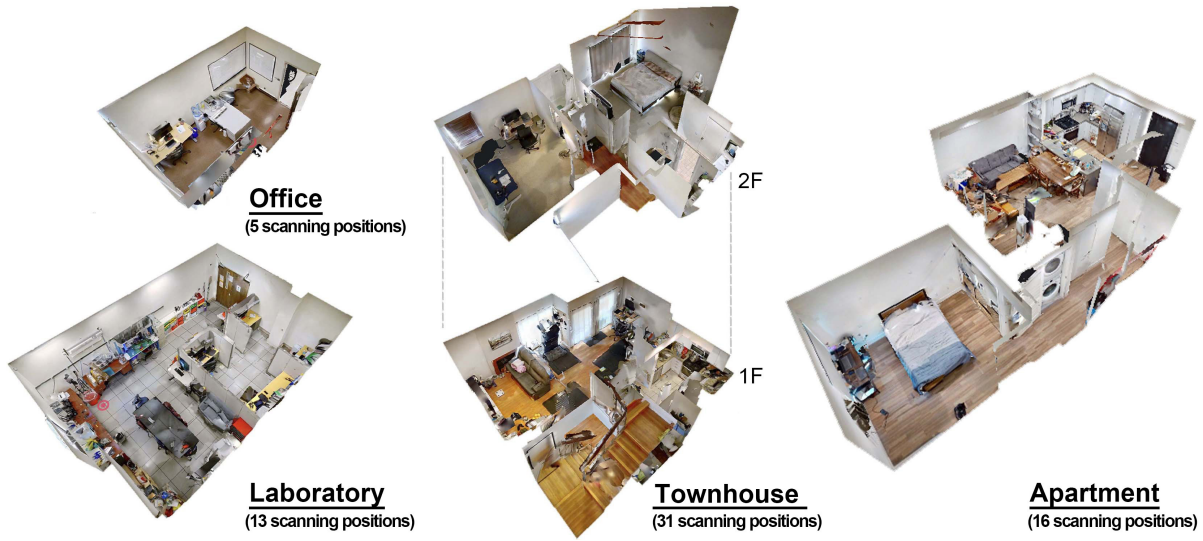 Office
(5 scanning positions)
2F
1F
Laboratory
(13 scanning positions)
Townhouse
(31 scanning positions)
Apartment
(16 scanning positions)